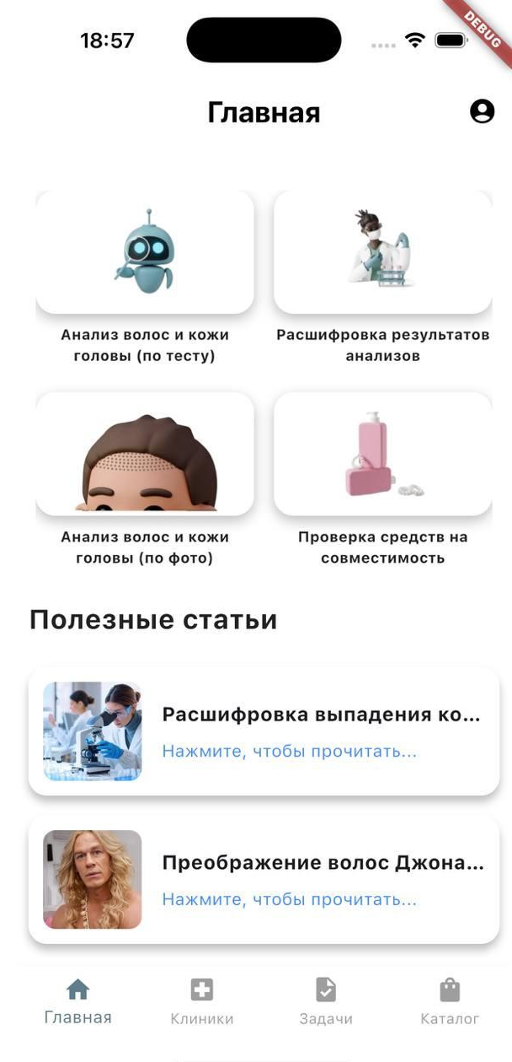 18:57
DEBUG
Главная
Анализ волос и кожи
головы (по тесту)
Расшифровка результатов
анализов
Анализ волос и кожи
головы (по фото)
Проверка средств на
совместимость
Полезные статьи
Расшифровка выпадения ко...
Нажмите, чтобы прочитать...
Преображение волос Джона...
Нажмите, чтобы прочитать...
Главная
Клиники
Задачи
Каталог